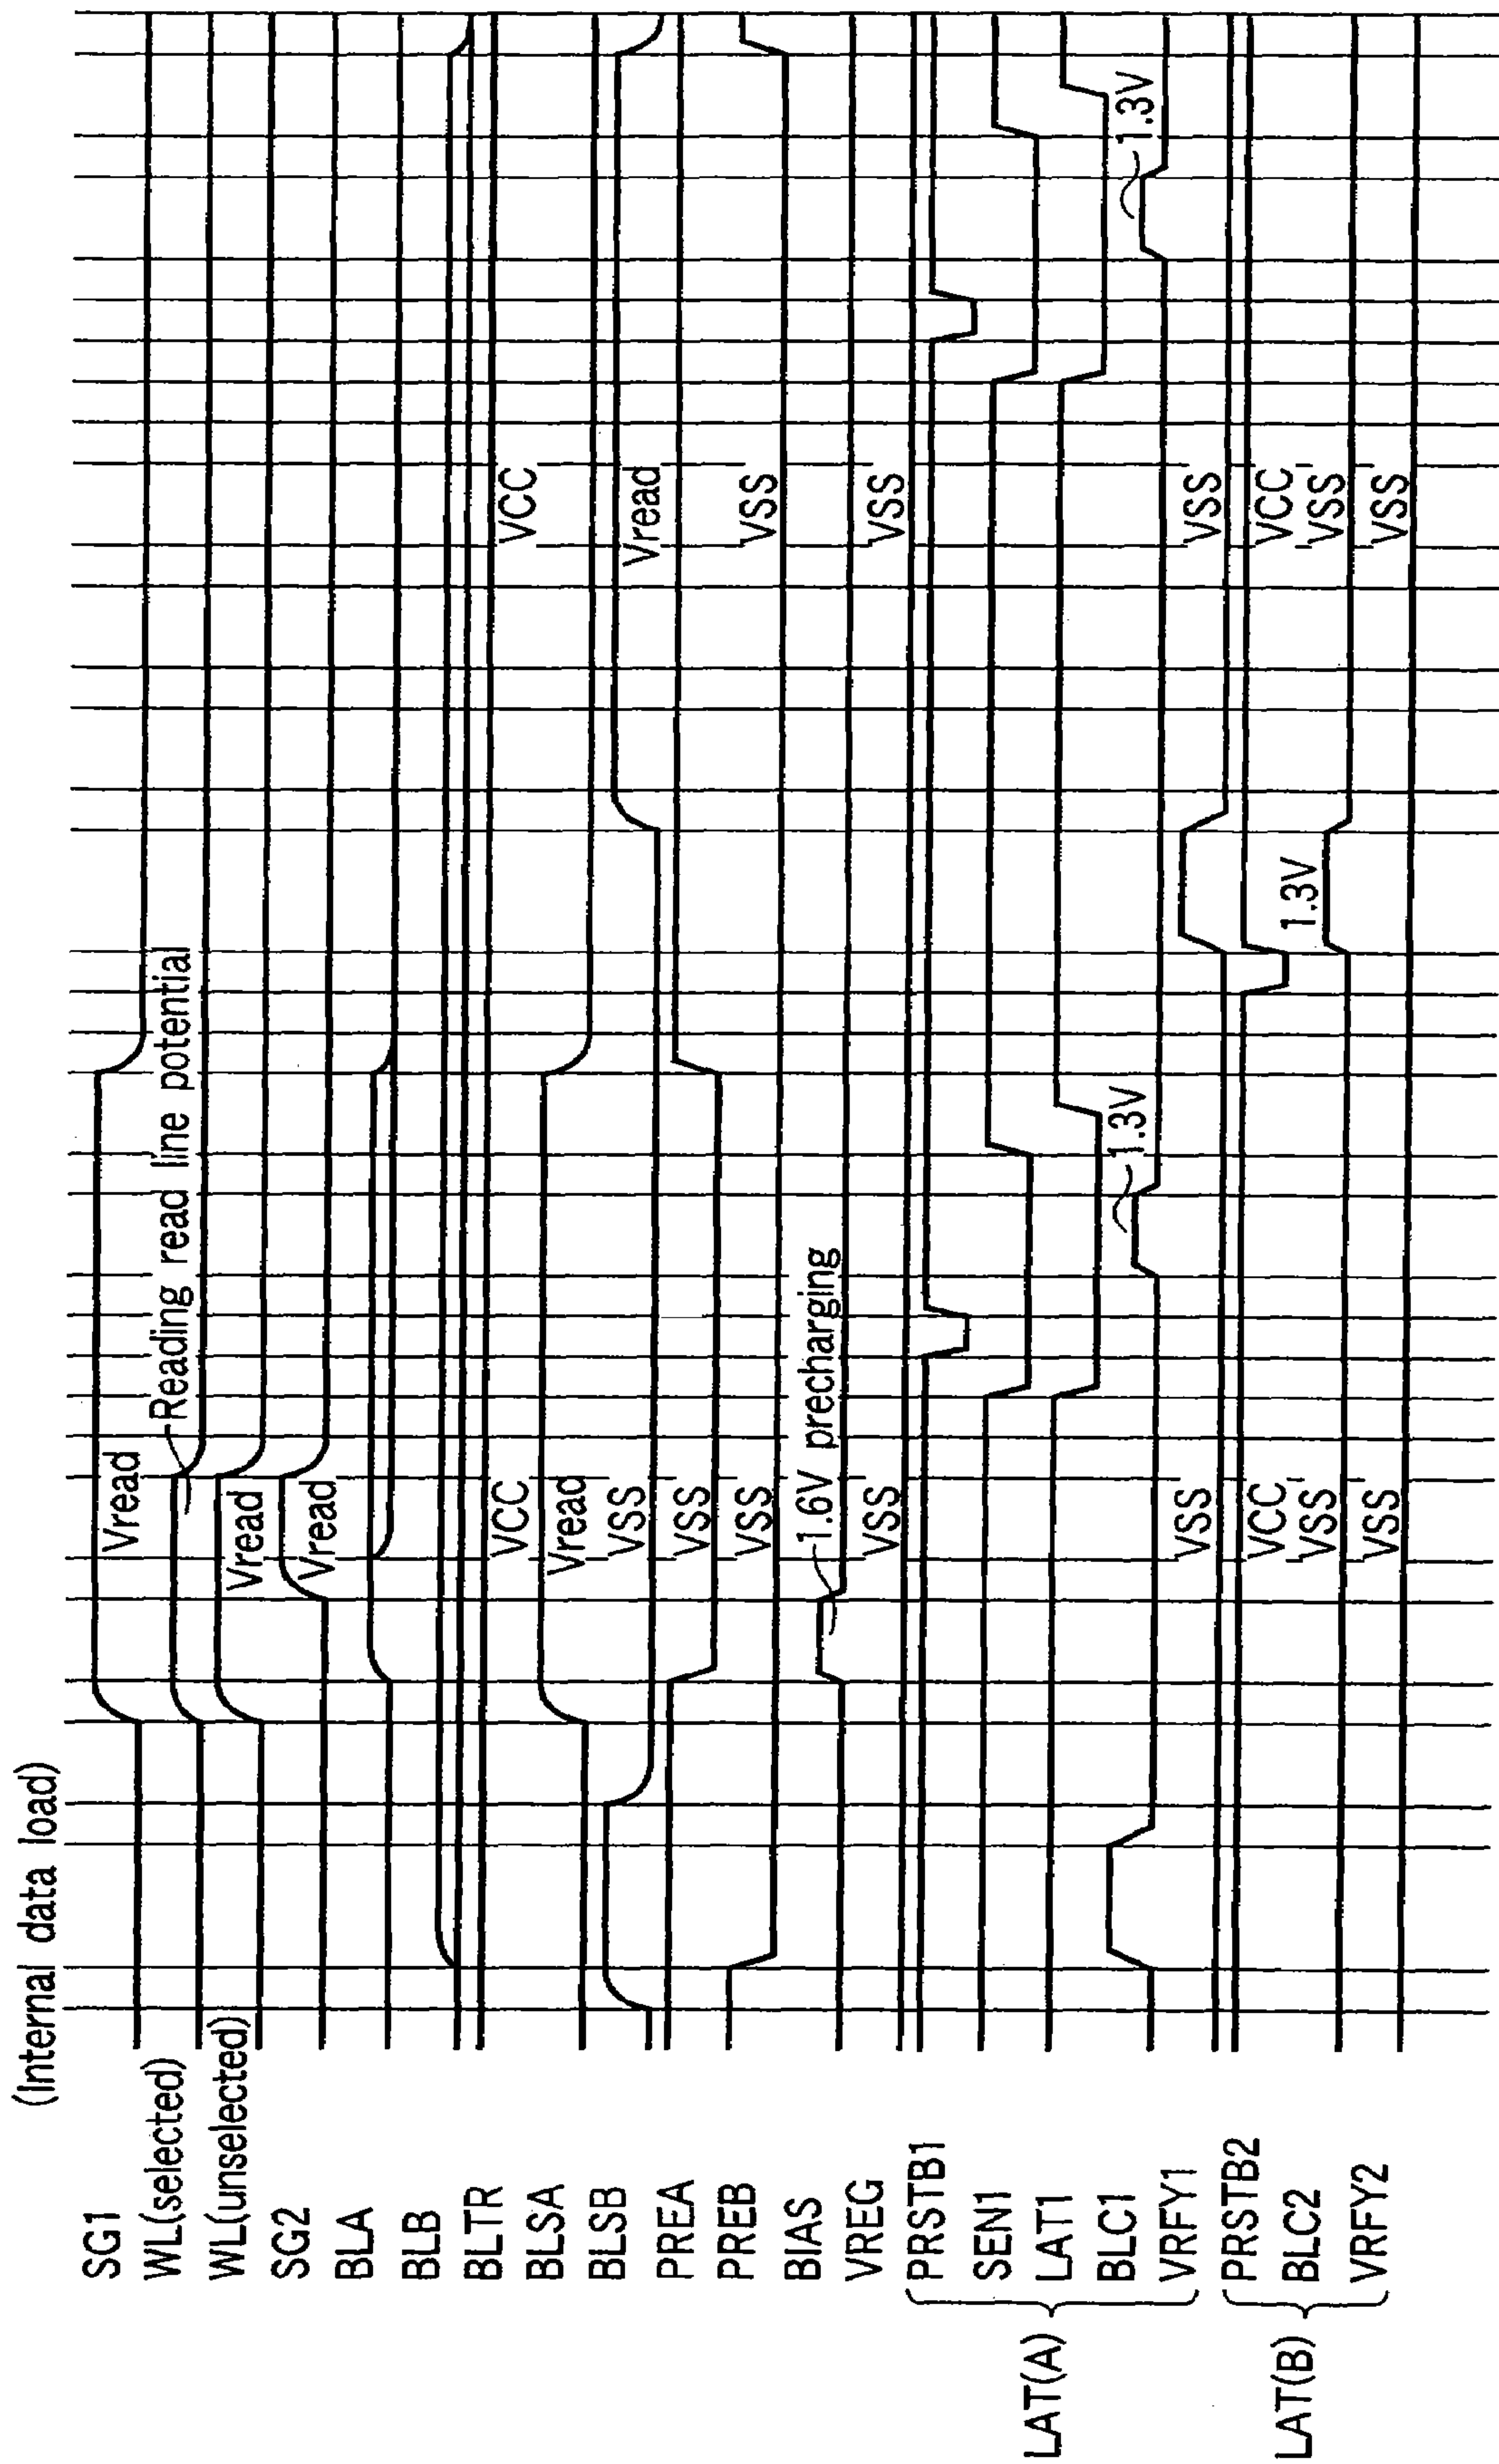 (Internal data load)
SG1
Vread
WL(selected)
Reading read line potential
WL(unselected)
Vread
SG2
Vread
BLA
BLB
BLTR
VCC
VCC
BLSA
Vread
BLSB
VSS
Vread
PREA
VSS
PREB
VSS
VSS
BIAS
1.6V precharging
VREG
VSS
VSS
LAT(A)
PRSTB1
SEN1
LAT1
BLC1
1.3V
1.3V
VRFY1
VSS
VSS
LAT(B)
PRSTB2
VCC
VCC
BLC2
VSS
1.3V
VSS
VRFY2
VSS
VSS